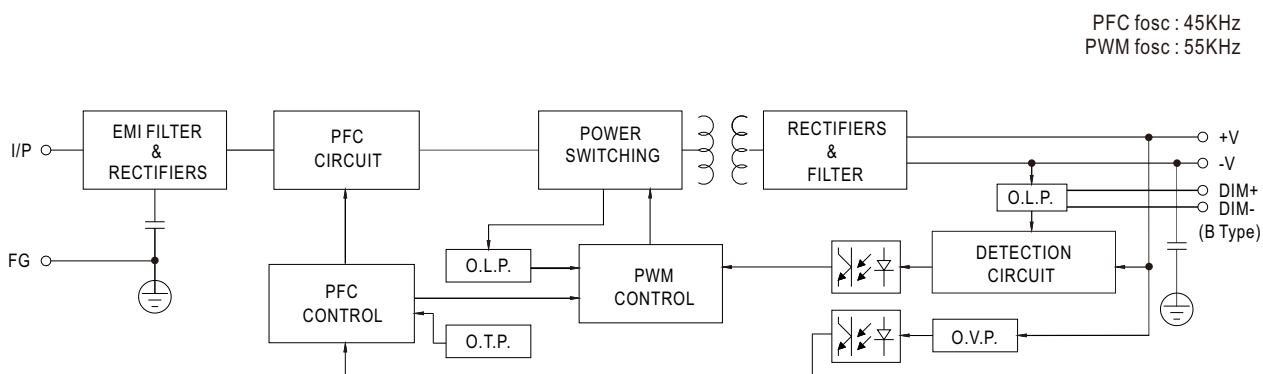 PFC fosc : 45KHz
PWM fosc : 55KHz
I/P
EMI FILTER
&
RECTIFIERS
PFC
CIRCUIT
POWER
SWITCHING
RECTIFIERS
&
FILTER
+V
-V
DIM+
DIM-
(B Type)
O.L.P.
FG
O.L.P.
PFC
CONTROL
PWM
CONTROL
DETECTION
CIRCUIT
O.T.P.
O.V.P.